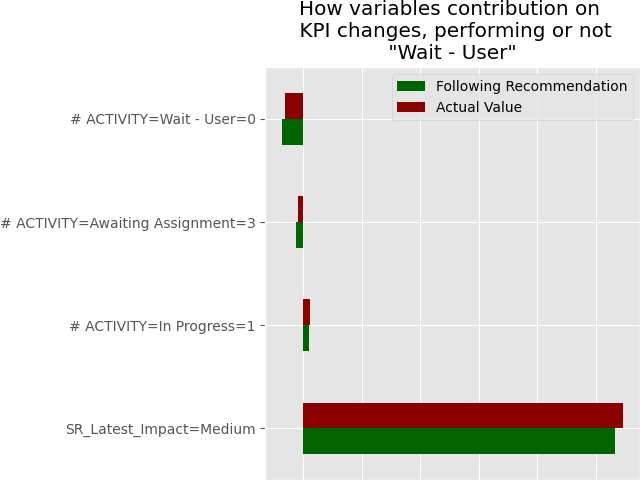 How variables contribution on
KPI changes, performing or not
"Wait - User"
Following Recommendation
Actual Value
# ACTIVITY=Wait - User=0
# ACTIVITY=Awaiting Assignment=3
# ACTIVITY=In Progress=1
SR_Latest_Impact=Medium